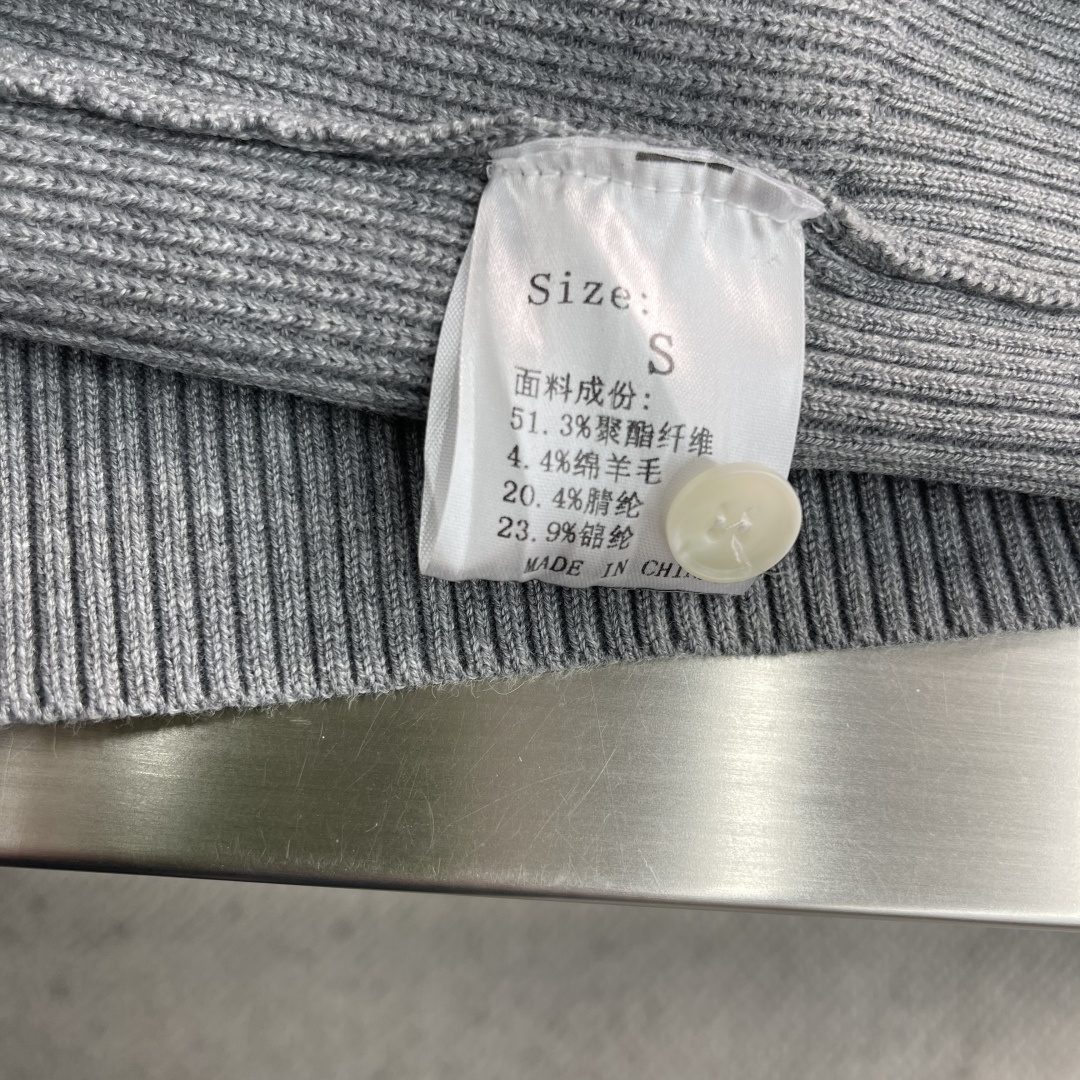 Size:
S
面料成份:
51.3%聚酯纤维
4.4%绵羊毛
20.4%腈纶
23.9%锦纶
MADE IN